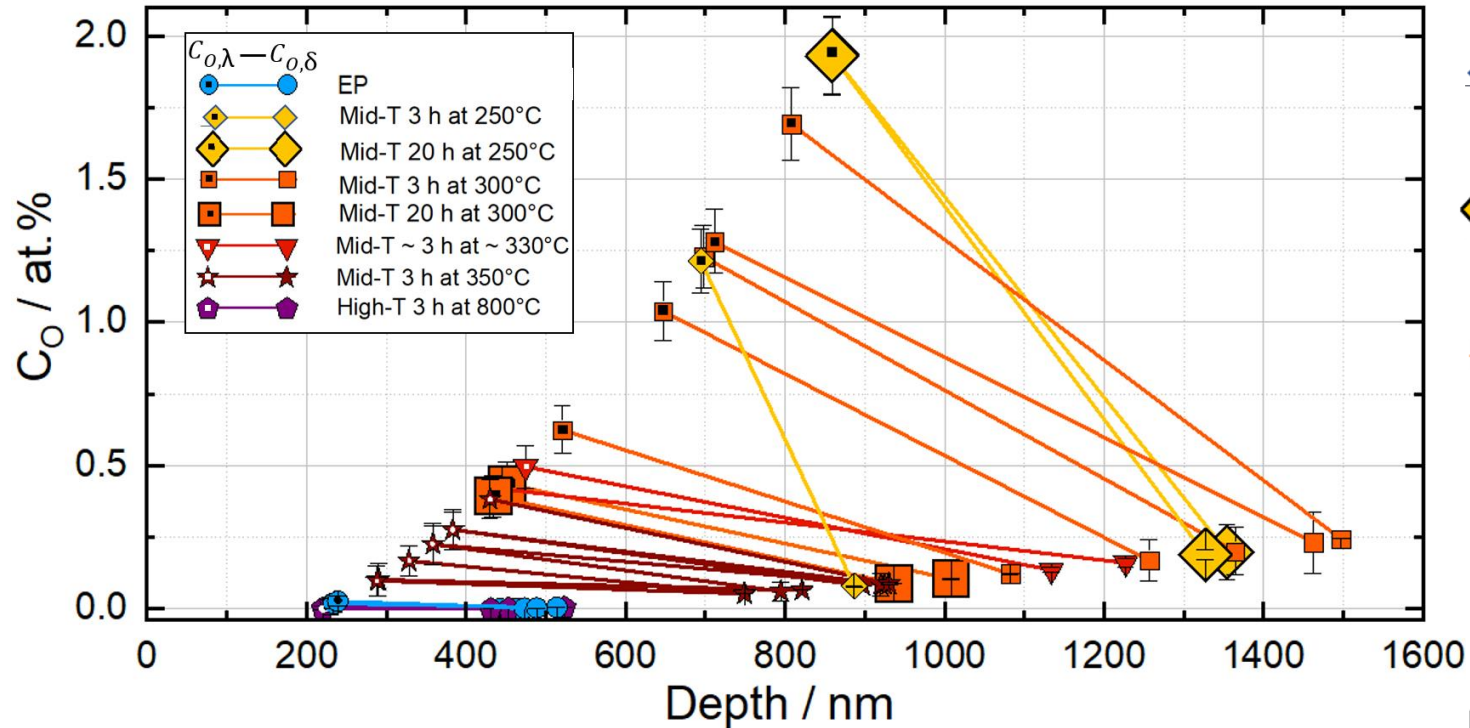 C_O / at.%
2.0
1.5
1.0
0.5
0.0
C_{O,λ} — C_{O,δ}
EP
Mid-T 3 h at 250°C
Mid-T 20 h at 250°C
Mid-T 3 h at 300°C
Mid-T 20 h at 300°C
Mid-T ~ 3 h at ~ 330°C
Mid-T 3 h at 350°C
High-T 3 h at 800°C
0 200 400 600 800 1000 1200 1400 1600
Depth / nm